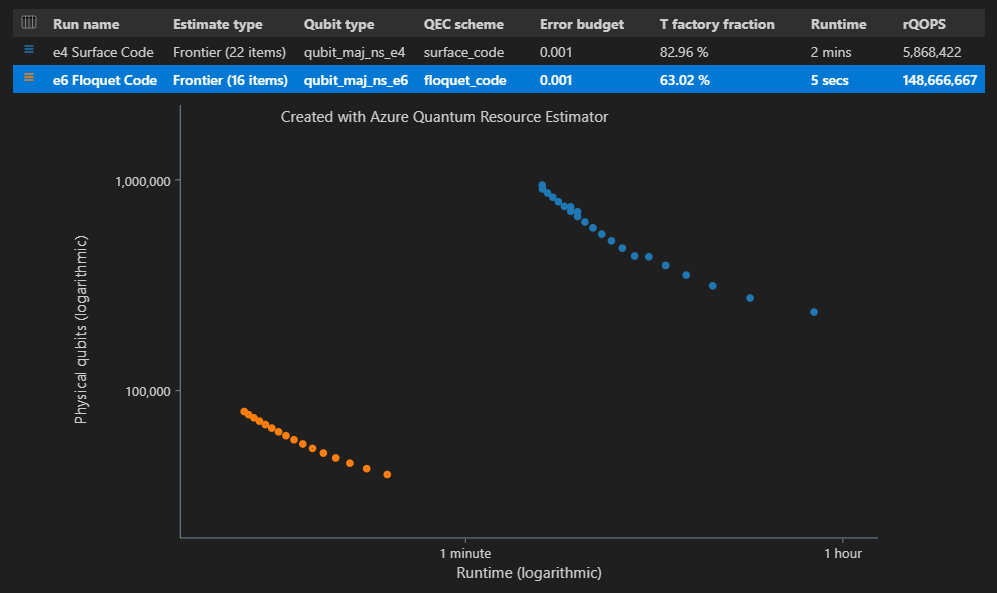 Run name Estimate type Qubit type QEC scheme Error budget T factory fraction Runtime rQOPS
e4 Surface Code Frontier (22 items) qubit_maj_ns_e4 surface_code 0.001 82.96 % 2 mins 5,868,422
e6 Floquet Code Frontier (16 items) qubit_maj_ns_e6 floquet_code 0.001 63.02 % 5 secs 148,666,667
Created with Azure Quantum Resource Estimator
1,000,000
Physical qubits (logarithmic)
100,000
1 minute 1 hour
Runtime (logarithmic)